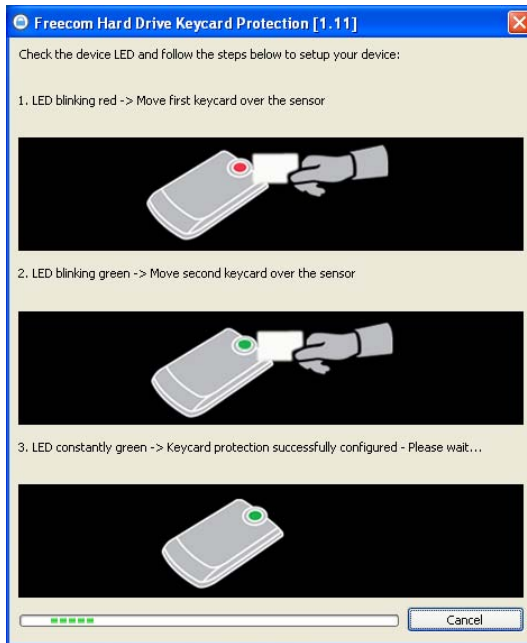 Freecom Hard Drive Keycard Protection [1.11]
Check the device LED and follow the steps below to setup your device:
1. LED blinking red -> Move first keycard over the sensor
2. LED blinking green -> Move second keycard over the sensor
3. LED constantly green -> Keycard protection successfully configured - Please wait...
Cancel